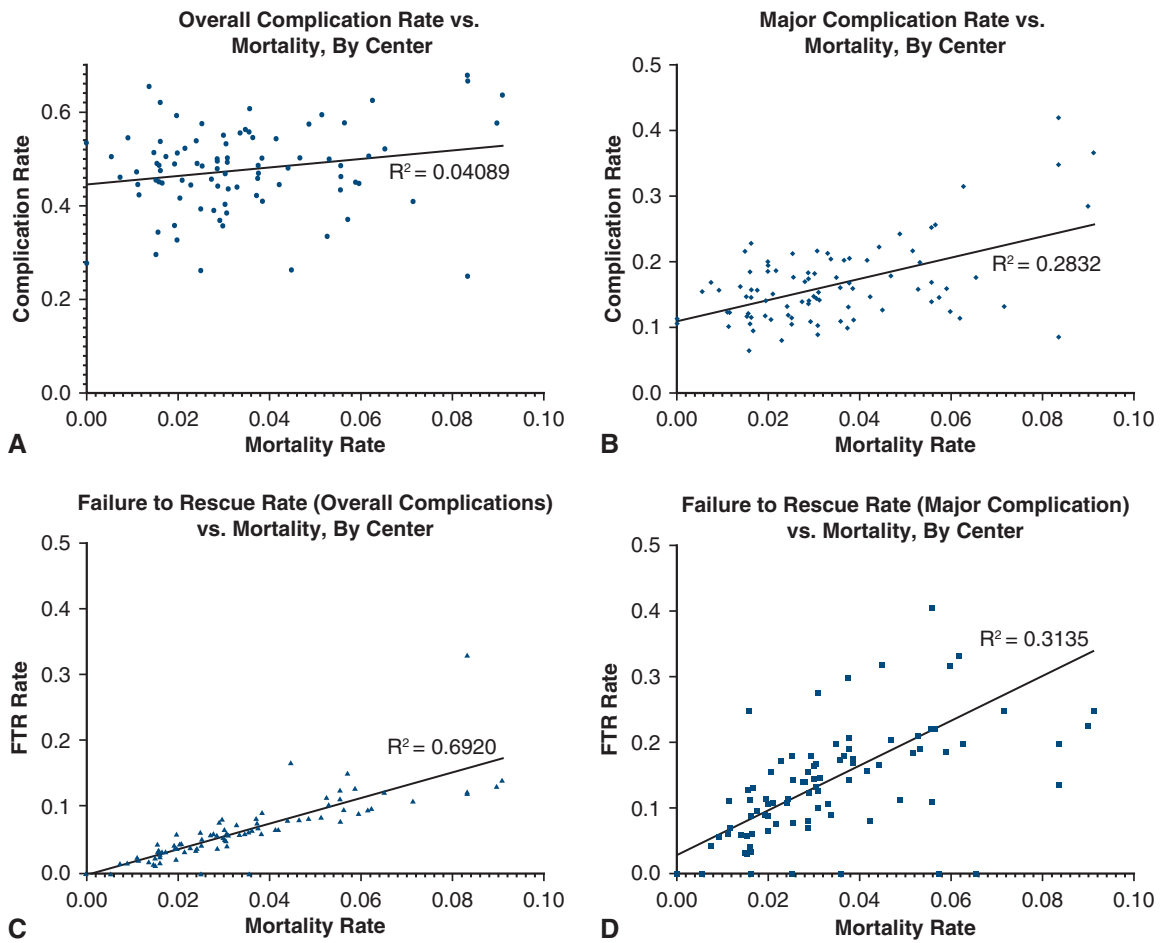 Overall Complication Rate vs.
Mortality, By Center
Complication Rate
0.6
0.4
0.2
0.0
R² = 0.04089
0.00 0.02 0.04 0.06 0.08 0.10
Mortality Rate
A
Major Complication Rate vs.
Mortality, By Center
Complication Rate
0.5
0.4
0.3
0.2
0.1
0.0
R² = 0.2832
0.00 0.02 0.04 0.06 0.08 0.10
Mortality Rate
B
Failure to Rescue Rate (Overall Complications)
vs. Mortality, By Center
FTR Rate
0.5
0.4
0.3
0.2
0.1
0.0
R² = 0.6920
0.00 0.02 0.04 0.06 0.08 0.10
Mortality Rate
C
Failure to Rescue Rate (Major Complication)
vs. Mortality, By Center
FTR Rate
0.5
0.4
0.3
0.2
0.1
0.0
R² = 0.3135
0.00 0.02 0.04 0.06 0.08 0.10
Mortality Rate
D